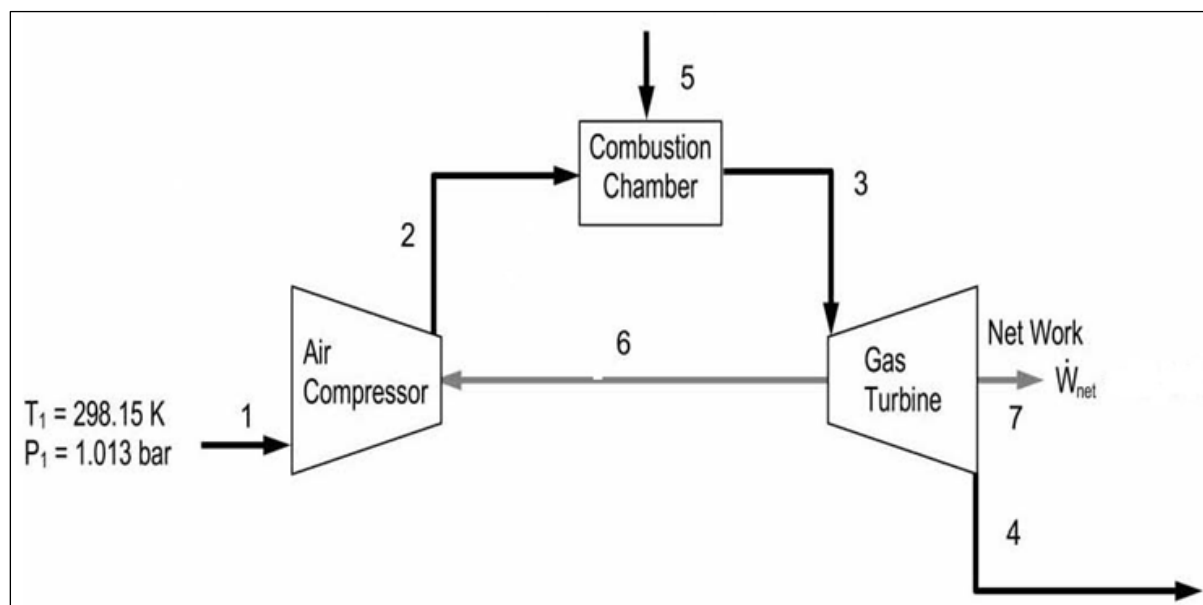 5
Combustion
Chamber
3
2
Air
Compressor
6
Gas
Turbine
Net Work
Ẇnet
7
T₁ = 298.15 K
P₁ = 1.013 bar
1
4